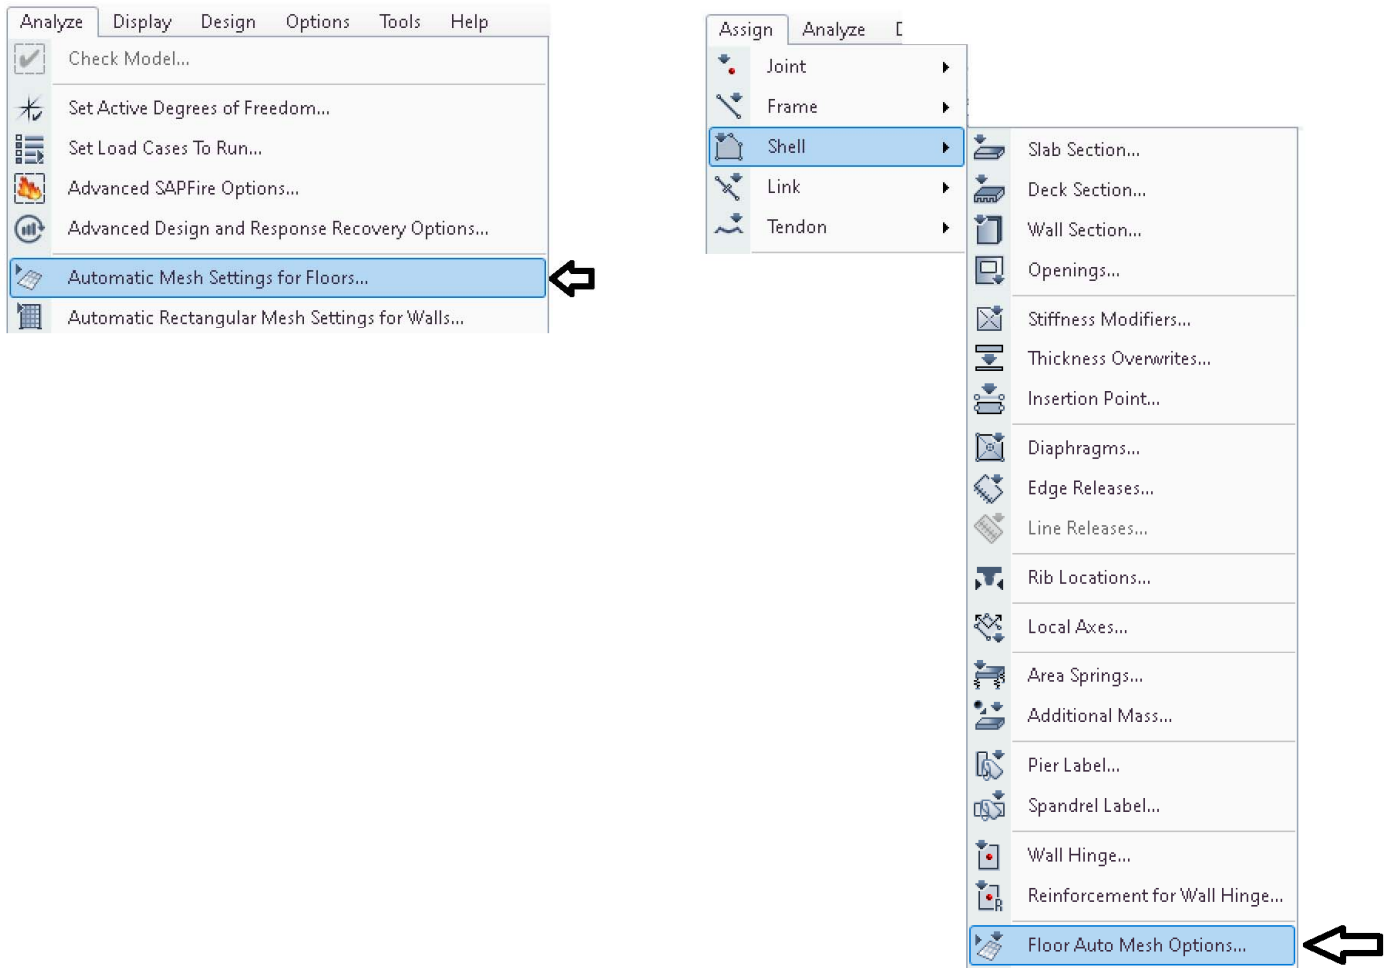 Analyze Display Design Options Tools Help
Check Model...
Set Active Degrees of Freedom...
Set Load Cases To Run...
Advanced SAPFire Options...
Advanced Design and Response Recovery Options...
Automatic Mesh Settings for Floors...
Automatic Rectangular Mesh Settings for Walls...
Assign Analyze
Joint
Frame
Shell
Link
Tendon
Slab Section...
Deck Section...
Wall Section...
Openings...
Stiffness Modifiers...
Thickness Overwrites...
Insertion Point...
Diaphragms...
Edge Releases...
Line Releases...
Rib Locations...
Local Axes...
Area Springs...
Additional Mass...
Pier Label...
Spandrel Label...
Wall Hinge...
Reinforcement for Wall Hinge...
Floor Auto Mesh Options...